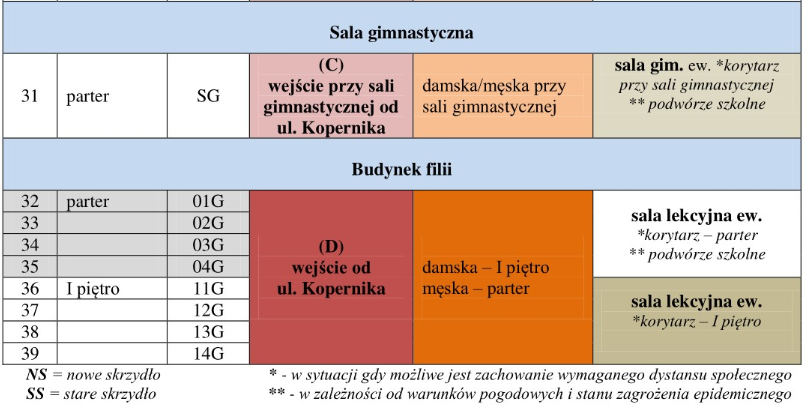 Sala gimnastyczna
31 parter SG
(C)
wejście przy sali
gimnastycznej od
ul. Kopernika
damska/męska przy
sali gimnastycznej
sala gim. ew. *korytarz
przy sali gimnastycznej
** podwórze szkolne
Budynek filii
32 parter 01G
33 02G
34 03G
35 04G
36 I piętro 11G
37 12G
38 13G
39 14G
(D)
wejście od
ul. Kopernika
damska – I piętro
męska – parter
sala lekcyjna ew.
*korytarz – parter
** podwórze szkolne
sala lekcyjna ew.
*korytarz – I piętro
NS = nowe skrzydło
SS = stare skrzydło
* - w sytuacji gdy możliwe jest zachowanie wymaganego dystansu społecznego
** - w zależności od warunków pogodowych i stanu zagrożenia epidemicznego